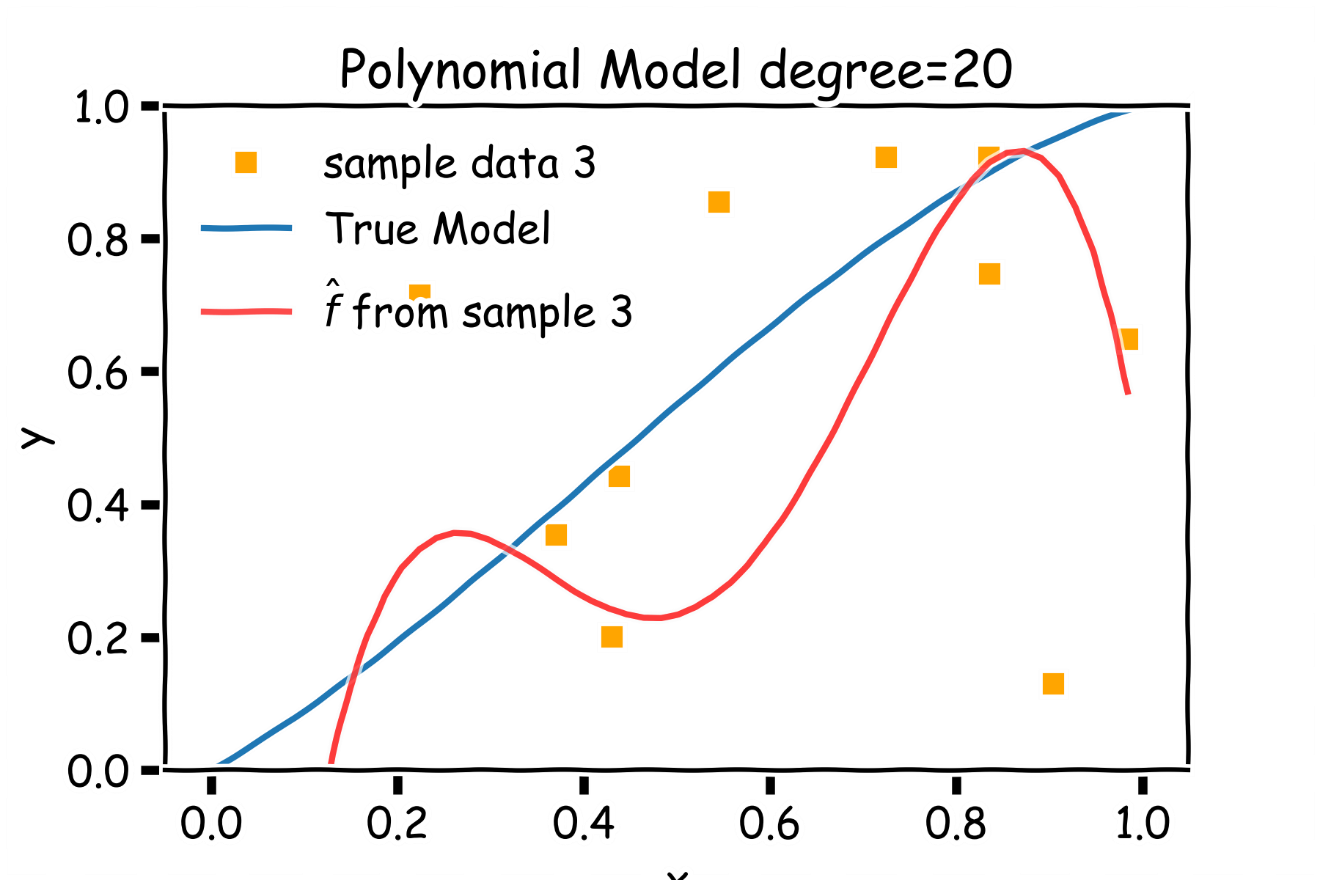 Polynomial Model degree=20
1.0
0.8
0.6
0.4
0.2
0.0
y
sample data 3
True Model
f̂ from sample 3
0.0 0.2 0.4 0.6 0.8 1.0